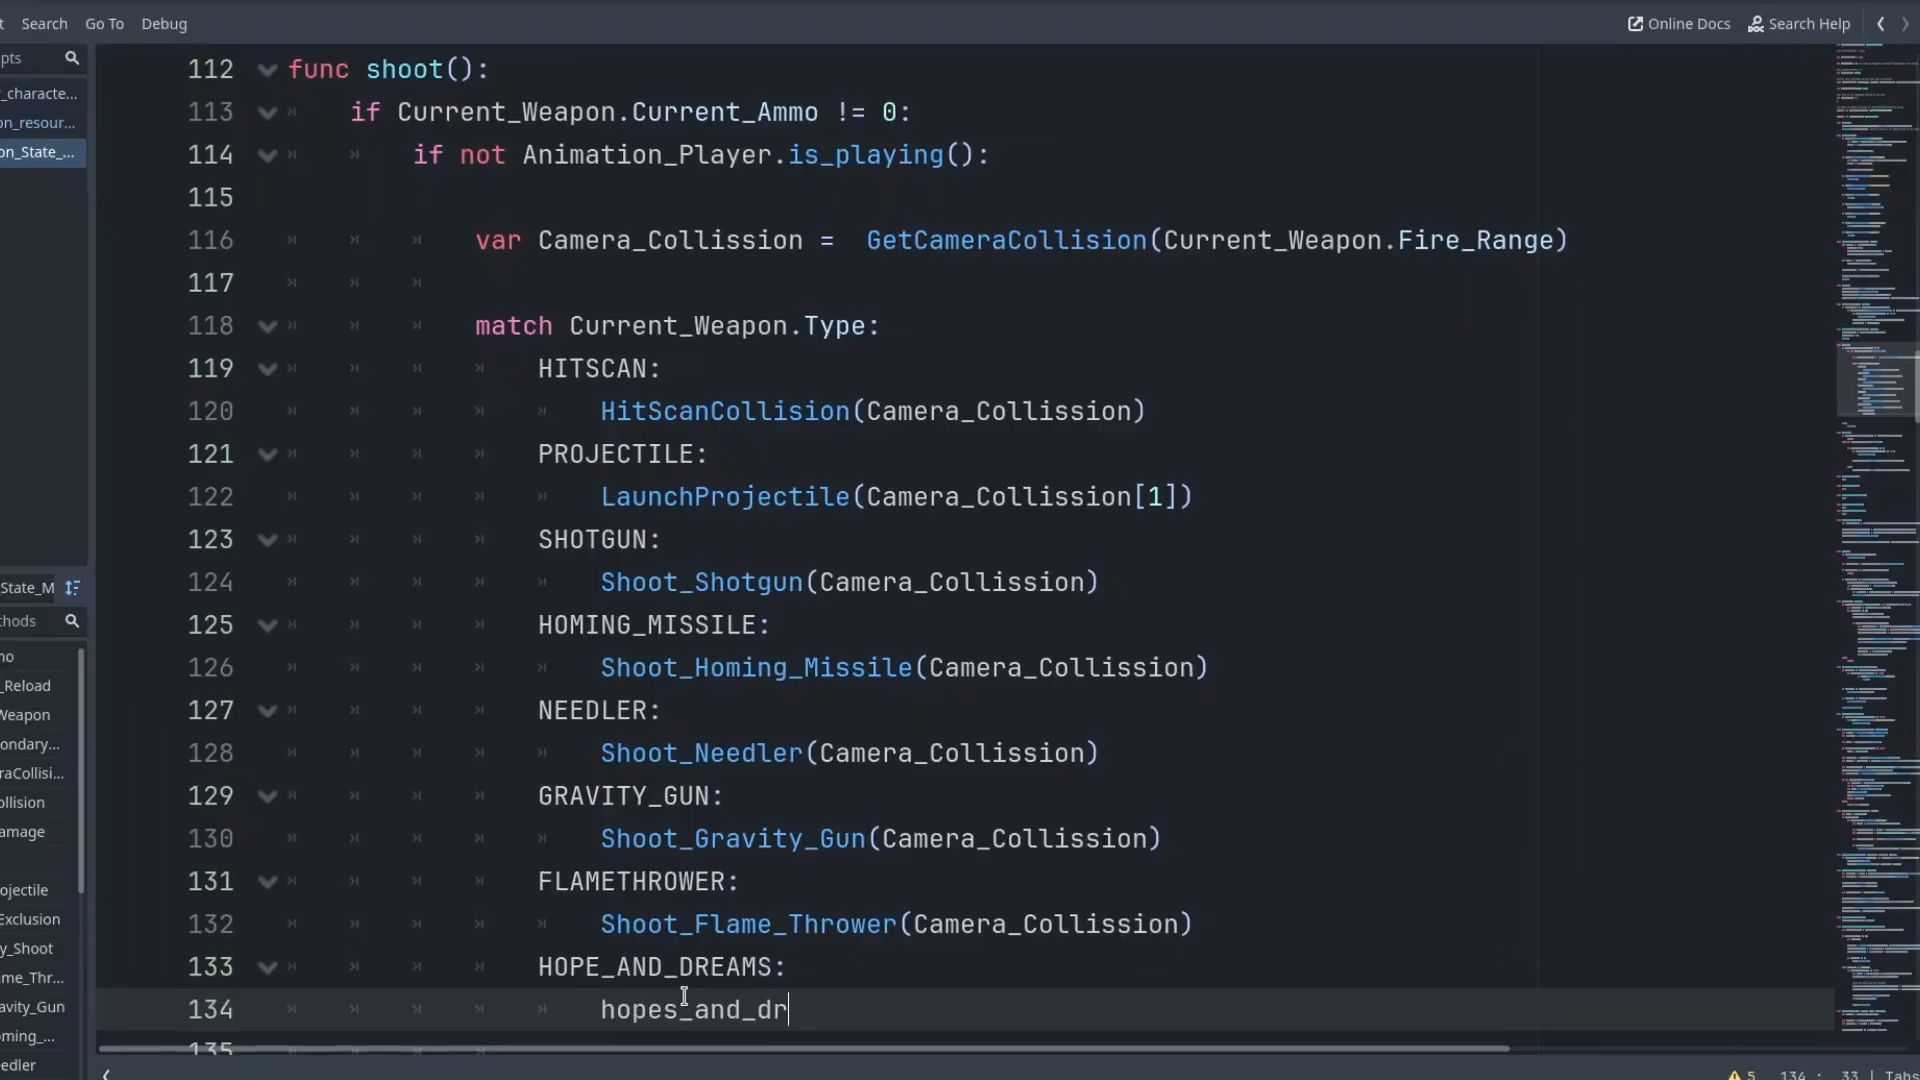 t Search Go To Debug Online Docs Search Help
pts
_characte...
on_resour...
on_State_...
State_M
thods
no
_Reload
Weapon
ondary...
raCollisi...
ollision
amage
ojectile
Exclusion
y_Shoot
me_Thr...
avity_Gun
oming_...
eedler
112 func shoot():
113 if Current_Weapon.Current_Ammo != 0:
114 if not Animation_Player.is_playing():
115
116 var Camera_Collission = GetCameraCollision(Current_Weapon.Fire_Range)
117
118 match Current_Weapon.Type:
119 HITSCAN:
120 HitScanCollision(Camera_Collission)
121 PROJECTILE:
122 LaunchProjectile(Camera_Collission[1])
123 SHOTGUN:
124 Shoot_Shotgun(Camera_Collission)
125 HOMING_MISSILE:
126 Shoot_Homing_Missile(Camera_Collission)
127 NEEDLER:
128 Shoot_Needler(Camera_Collission)
129 GRAVITY_GUN:
130 Shoot_Gravity_Gun(Camera_Collission)
131 FLAMETHROWER:
132 Shoot_Flame_Thrower(Camera_Collission)
133 HOPE_AND_DREAMS:
134 hopes_and_dr
135
5 134 : 33 | Tabs